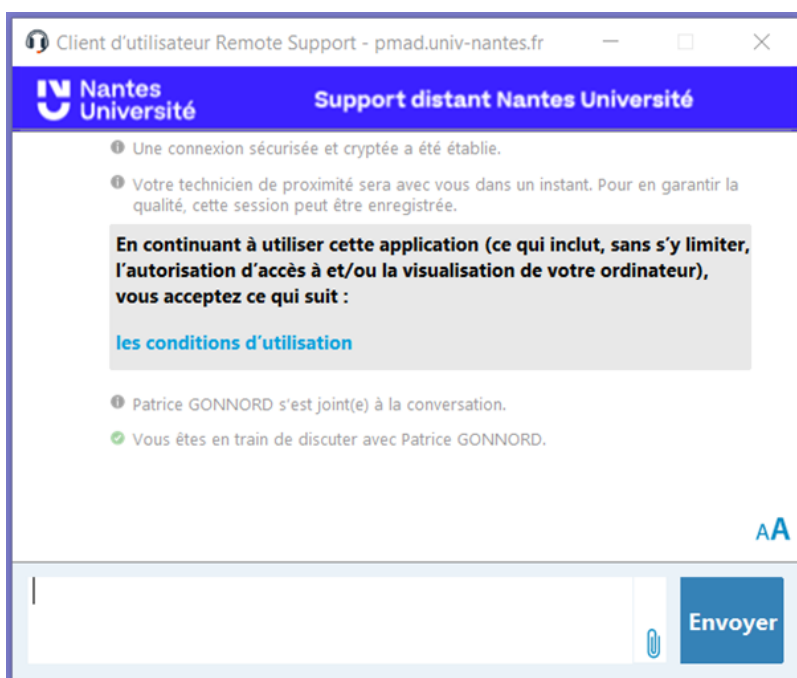 Client d'utilisateur Remote Support - pmad.univ-nantes.fr
Nantes
Université
Support distant Nantes Université
Une connexion sécurisée et cryptée a été établie.
Votre technicien de proximité sera avec vous dans un instant. Pour en garantir la
qualité, cette session peut être enregistrée.
En continuant à utiliser cette application (ce qui inclut, sans s’y limiter,
l’autorisation d’accès à et/ou la visualisation de votre ordinateur),
vous acceptez ce qui suit :
les conditions d’utilisation
Patrice GONNORD s'est joint(e) à la conversation.
Vous êtes en train de discuter avec Patrice GONNORD.
AA
Envoyer